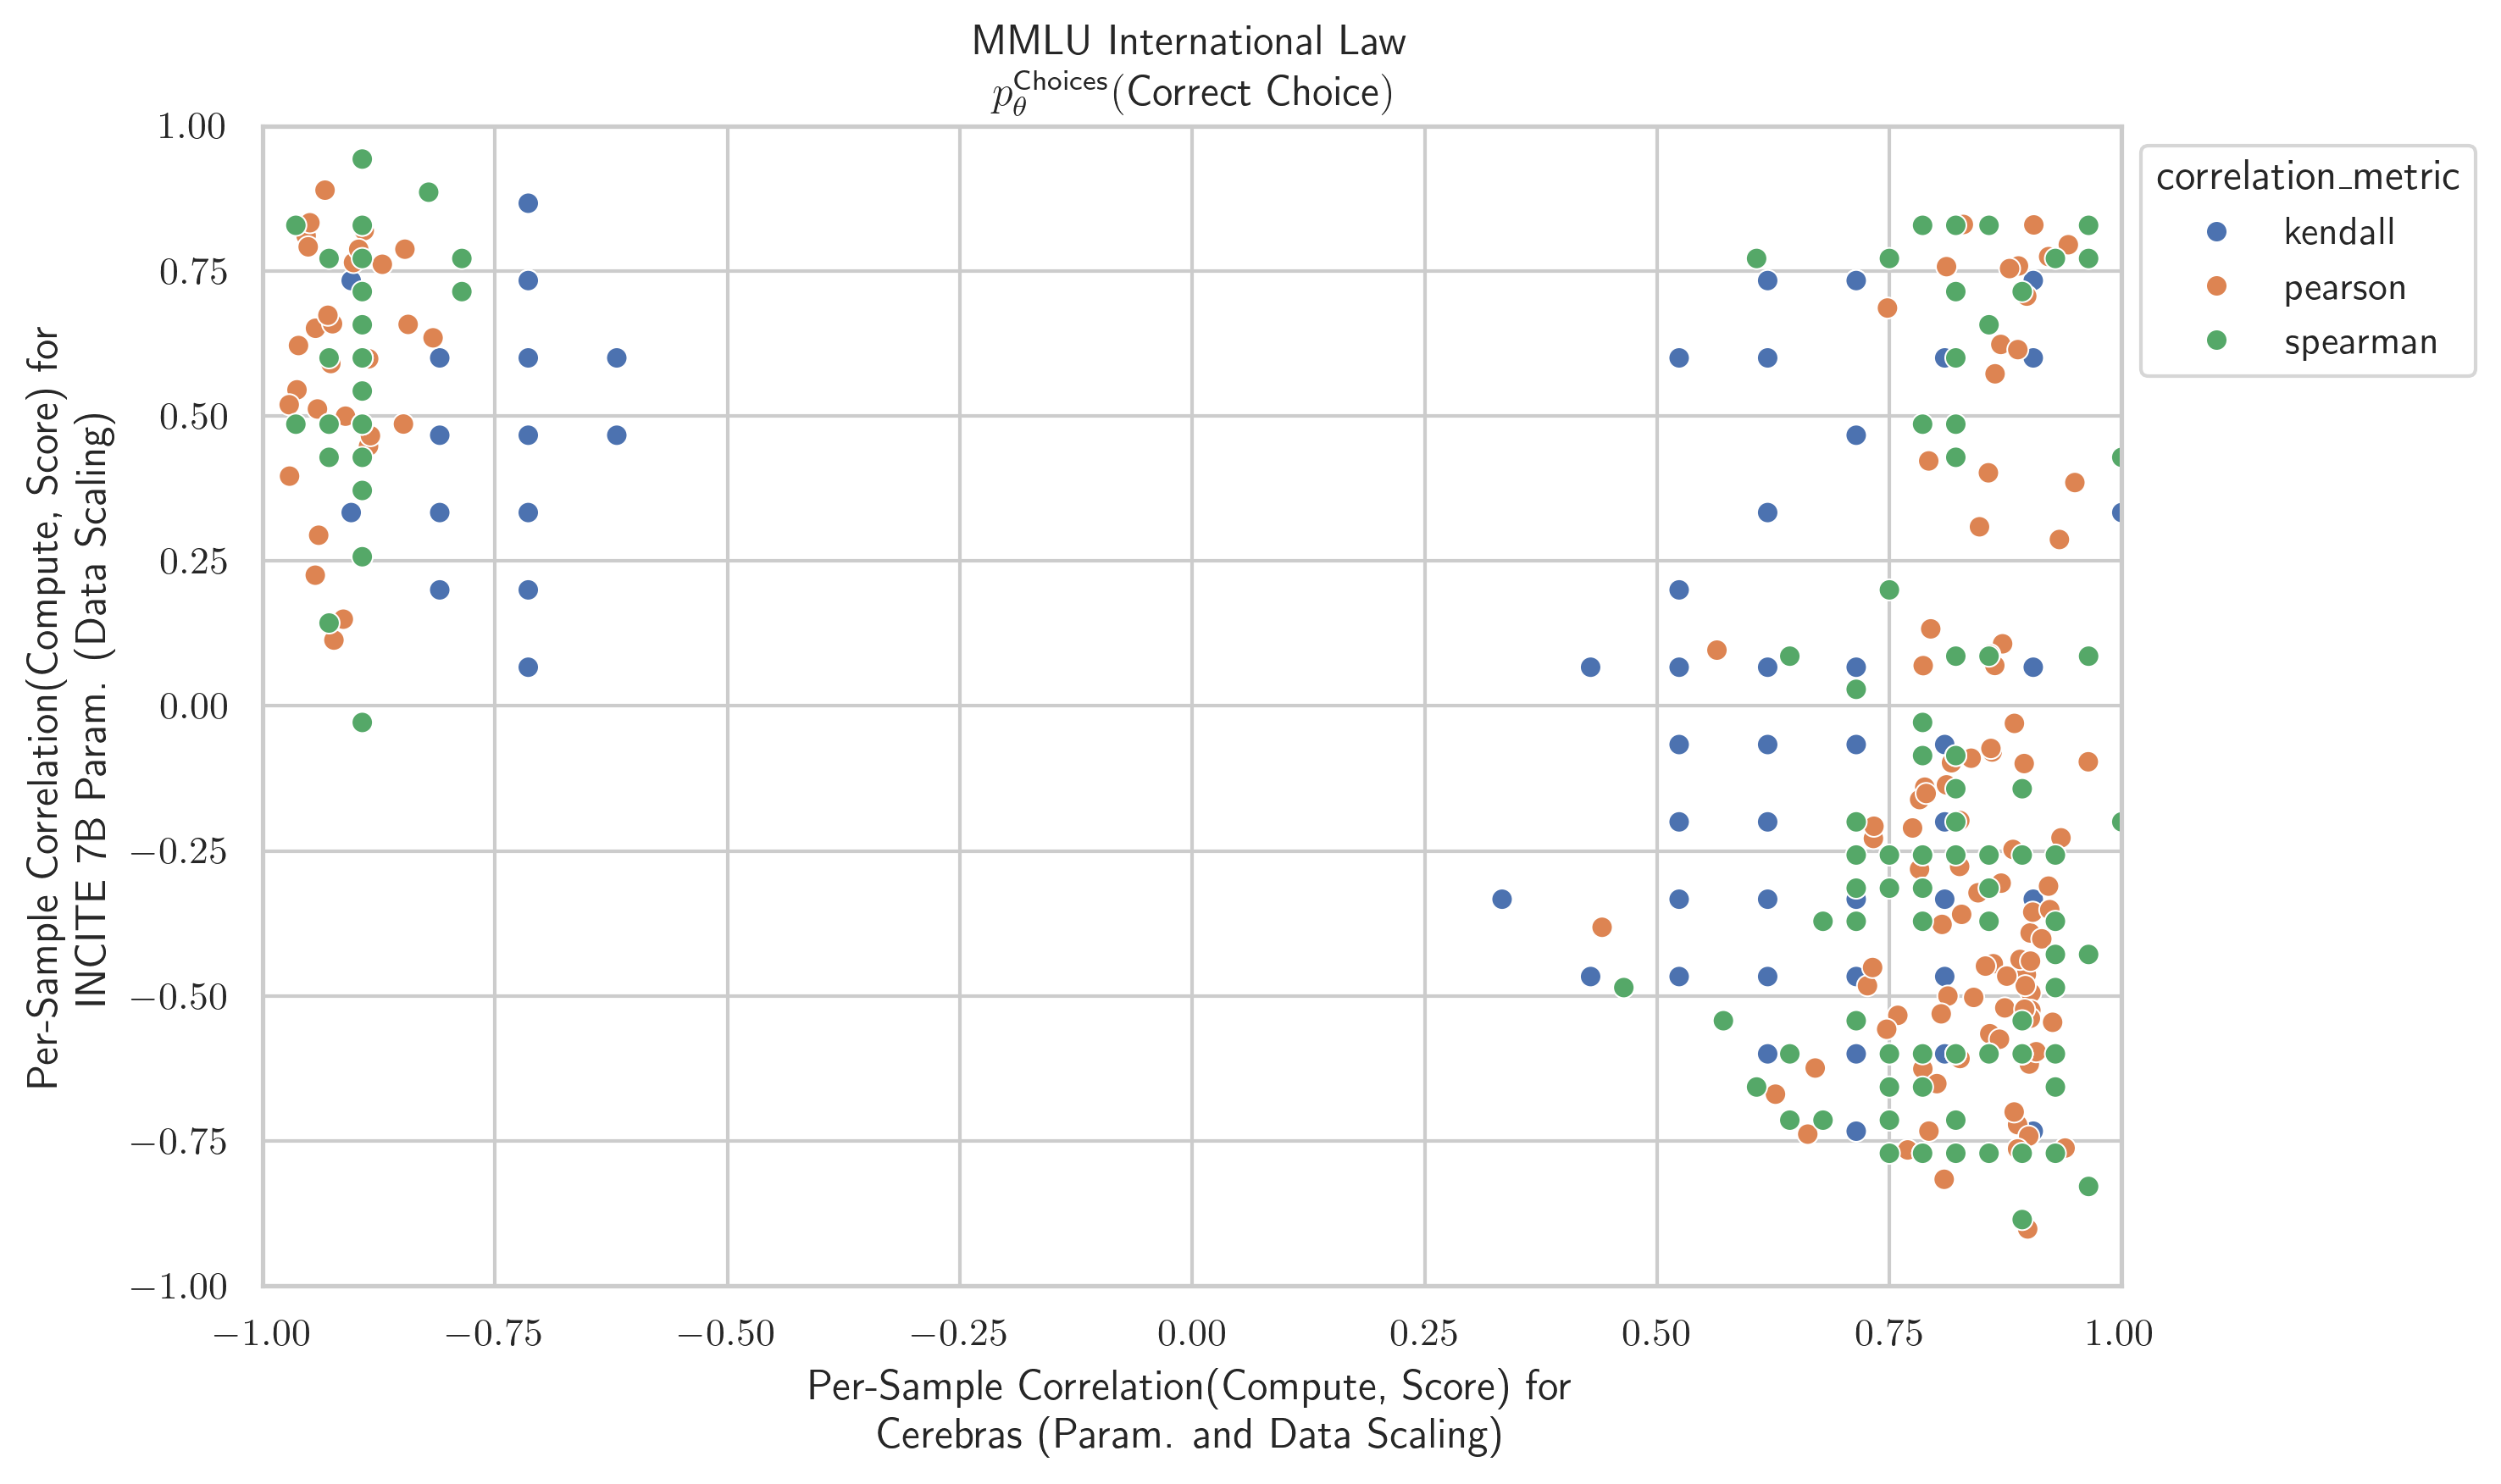 MMLU International Law
p_θ^Choices(Correct Choice)
1.00
0.75
0.50
0.25
0.00
−0.25
−0.50
−0.75
−1.00
Per-Sample Correlation(Compute, Score) for
INCITE 7B Param. (Data Scaling)
−1.00
−0.75
−0.50
−0.25
0.00
0.25
0.50
0.75
1.00
Per-Sample Correlation(Compute, Score) for
Cerebras (Param. and Data Scaling)
correlation_metric
kendall
pearson
spearman